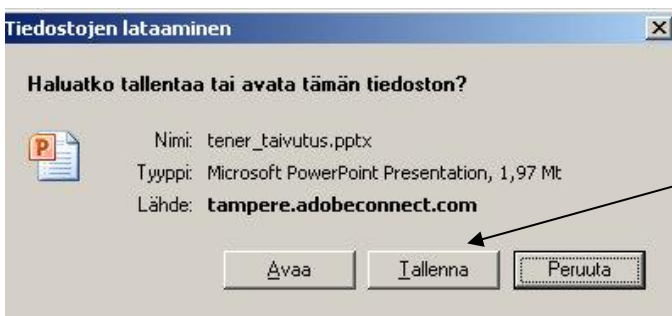 Tiedostojen lataaminen
Haluatko tallentaa tai avata tämän tiedoston?
Nimi: tener_taivutus.pptx
Tyyppi: Microsoft PowerPoint Presentation, 1,97 Mt
Lähde: tampere.adobeconnect.com
Avaa Tallenna Peruuta